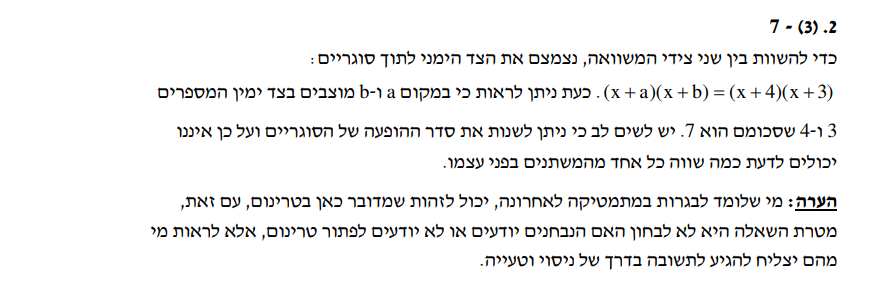 2. (3) - 7
כדי להשוות בין שני צידי המשוואה, נצמצם את הצד הימני לתוך סוגריים:
(x + a)(x + b) = (x + 4)(x + 3). כעת ניתן לראות כי במקום a ו-b מוצבים בצד ימין המספרים
3 ו-4 שסכומם הוא 7. יש לשים לב כי ניתן לשנות את סדר ההופעה של הסוגריים ועל כן איננו
יכולים לדעת כמה שווה כל אחד מהמשתנים בפני עצמו.
הערה: מי שלומד לבגרות במתמטיקה לאחרונה, יכול לזהות שמדובר כאן בטרינום, עם זאת,
מטרת השאלה היא לא לבחון האם הנבחנים יודעים או לא יודעים לפתור טרינום, אלא לראות מי
מהם יצליח להגיע לתשובה בדרך של ניסוי וטעייה.